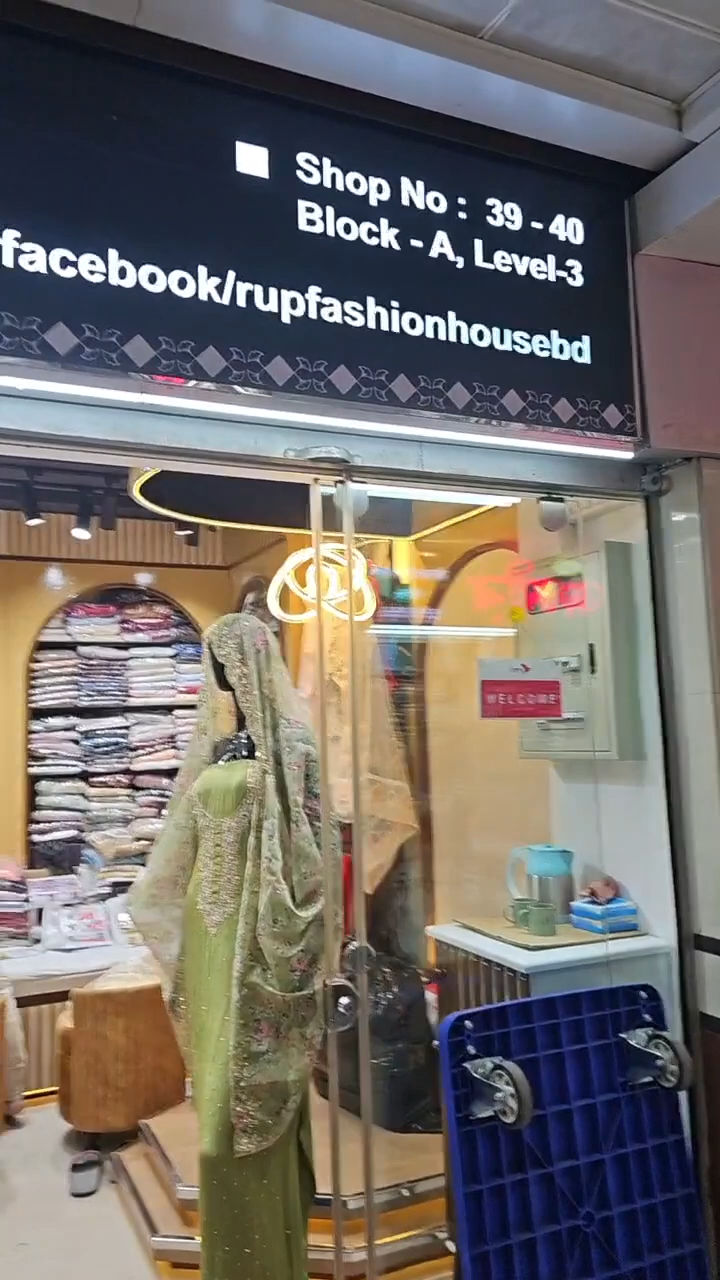 Shop No : 39 - 40
Block - A, Level-3
facebook/rupfashionhousebd
WELCOME